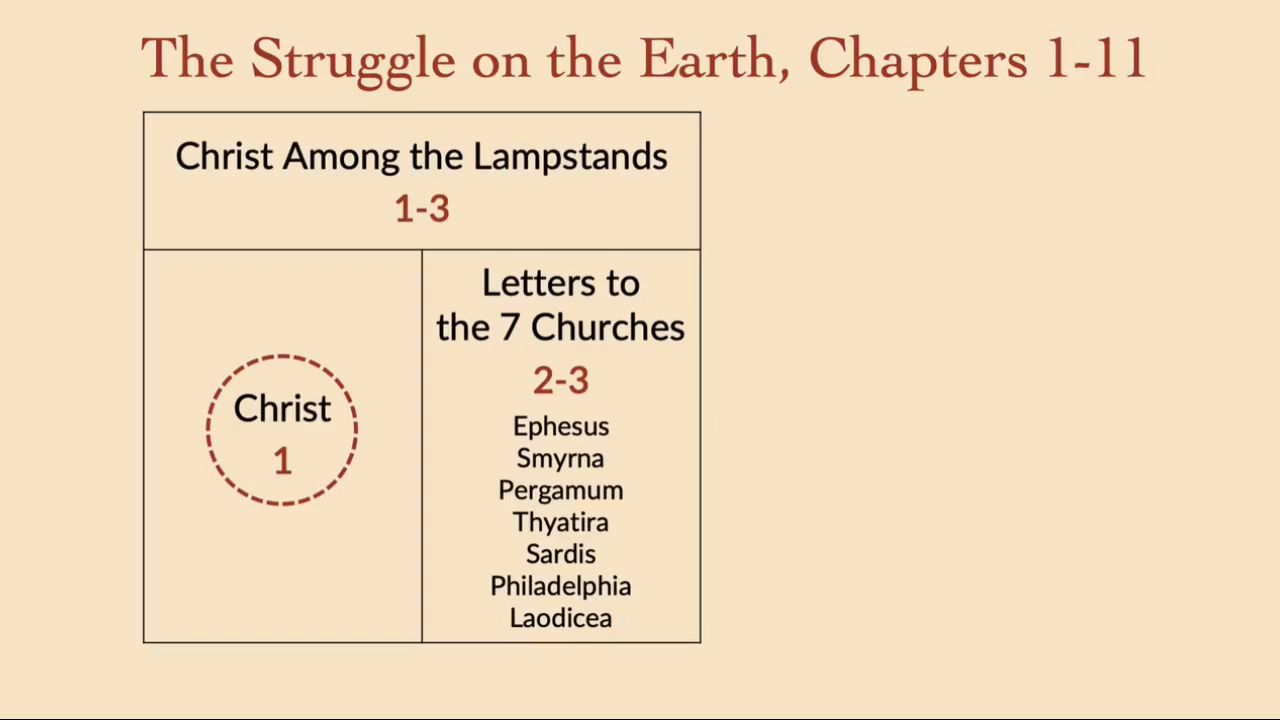 The Struggle on the Earth, Chapters 1-11
Christ Among the Lampstands
1-3
Christ
1
Letters to
the 7 Churches
2-3
Ephesus
Smyrna
Pergamum
Thyatira
Sardis
Philadelphia
Laodicea